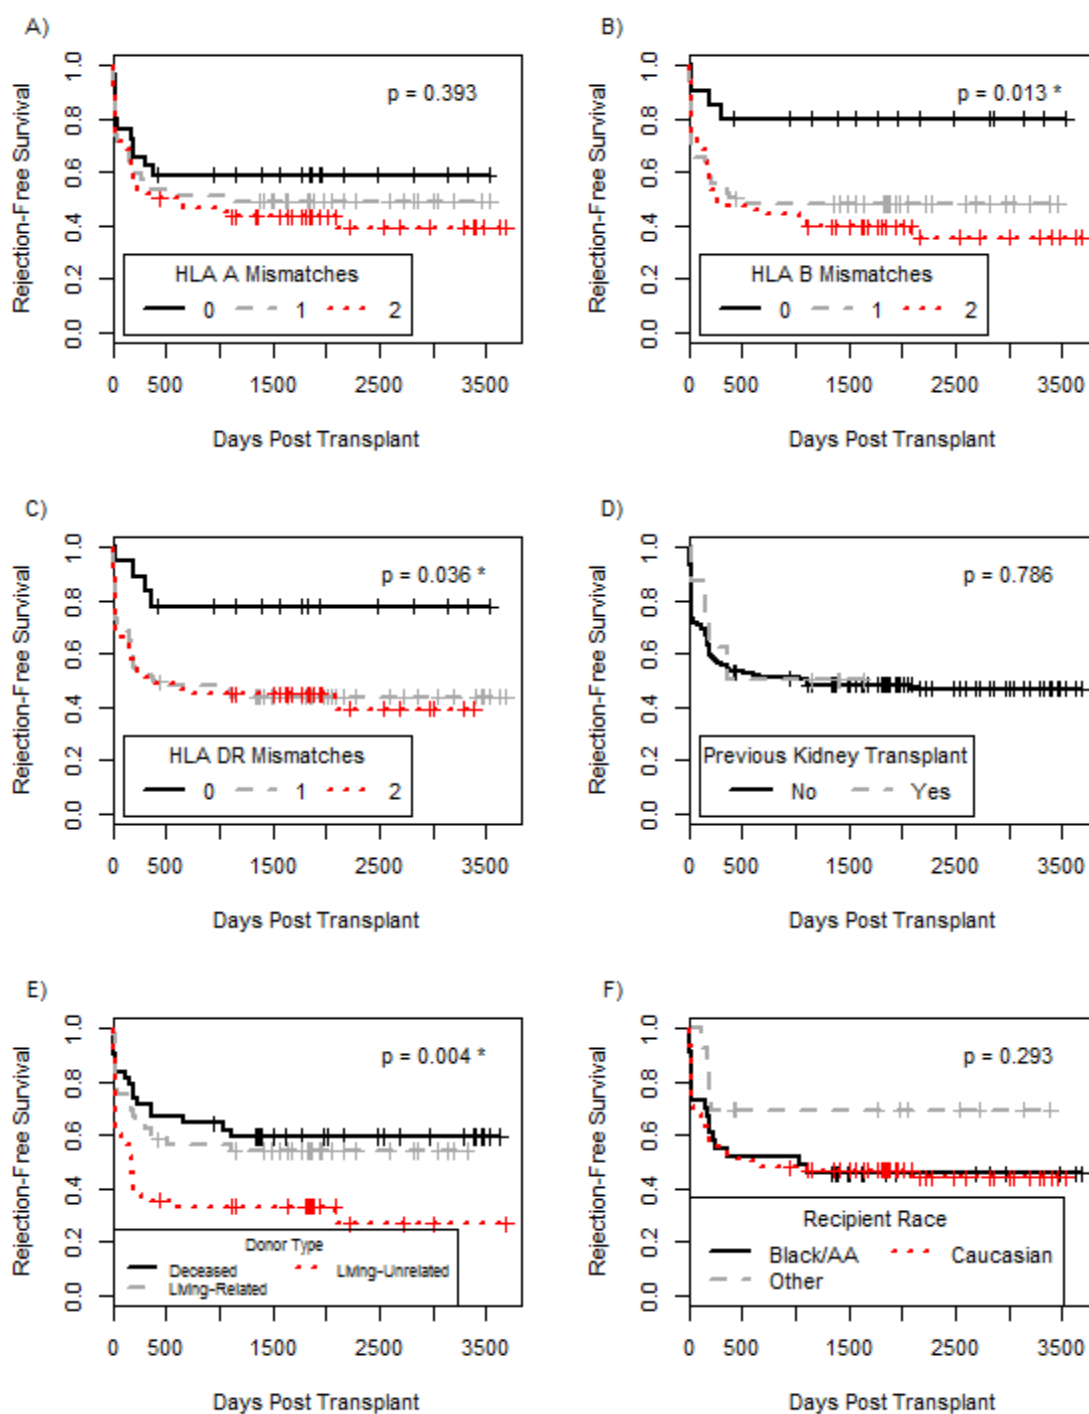 A)
Rejection-Free Survival
1.0
0.8
0.6
0.4
0.2
0.0
p = 0.393
HLA A Mismatches
0 1 2
0 500 1500 2500 3500
Days Post Transplant
B)
Rejection-Free Survival
1.0
0.8
0.6
0.4
0.2
0.0
p = 0.013 *
HLA B Mismatches
0 1 2
0 500 1500 2500 3500
Days Post Transplant
C)
Rejection-Free Survival
1.0
0.8
0.6
0.4
0.2
0.0
p = 0.036 *
HLA DR Mismatches
0 1 2
0 500 1500 2500 3500
Days Post Transplant
D)
Rejection-Free Survival
1.0
0.8
0.6
0.4
0.2
0.0
p = 0.786
Previous Kidney Transplant
No Yes
0 500 1500 2500 3500
Days Post Transplant
E)
Rejection-Free Survival
1.0
0.8
0.6
0.4
0.2
0.0
p = 0.004 *
Donor Type
Deceased Living-Unrelated
Living-Related
0 500 1500 2500 3500
Days Post Transplant
F)
Rejection-Free Survival
1.0
0.8
0.6
0.4
0.2
0.0
p = 0.293
Recipient Race
Black/AA Caucasian
Other
0 500 1500 2500 3500
Days Post Transplant